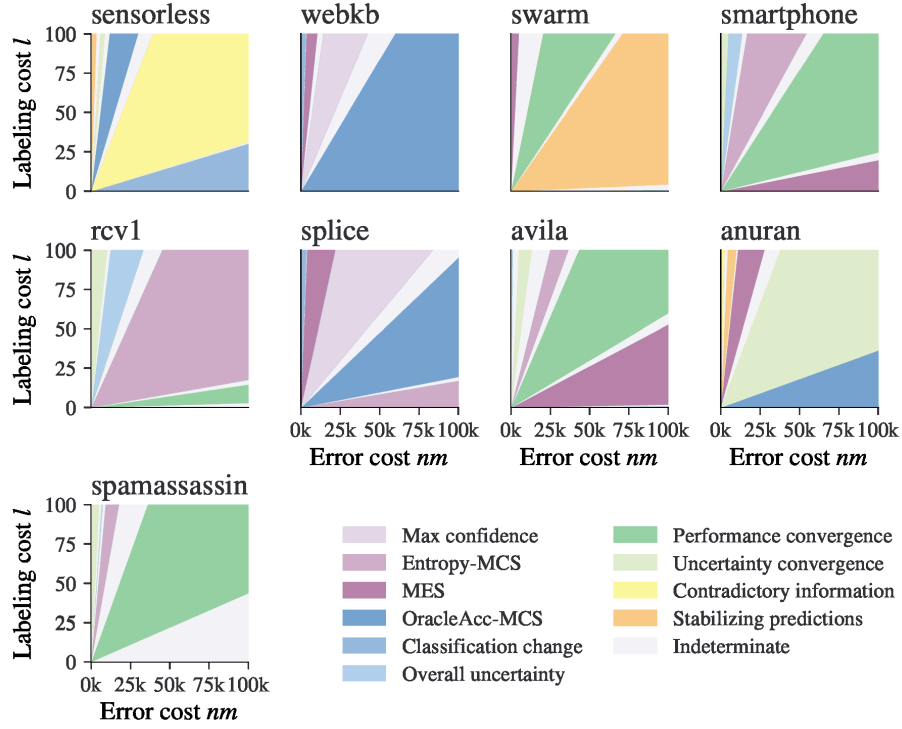 sensorless webkb swarm smartphone
Labeling cost l
100
75
50
25
0
rcv1 splice avila anuran
Labeling cost l
100
75
50
25
0
0k 25k 50k 75k 100k 0k 25k 50k 75k 100k 0k 25k 50k 75k 100k
Error cost nm Error cost nm Error cost nm
spamassassin
Labeling cost l
100
75
50
25
0
0k 25k 50k 75k 100k
Error cost nm
Max confidence
Entropy-MCS
MES
OracleAcc-MCS
Classification change
Overall uncertainty
Performance convergence
Uncertainty convergence
Contradictory information
Stabilizing predictions
Indeterminate